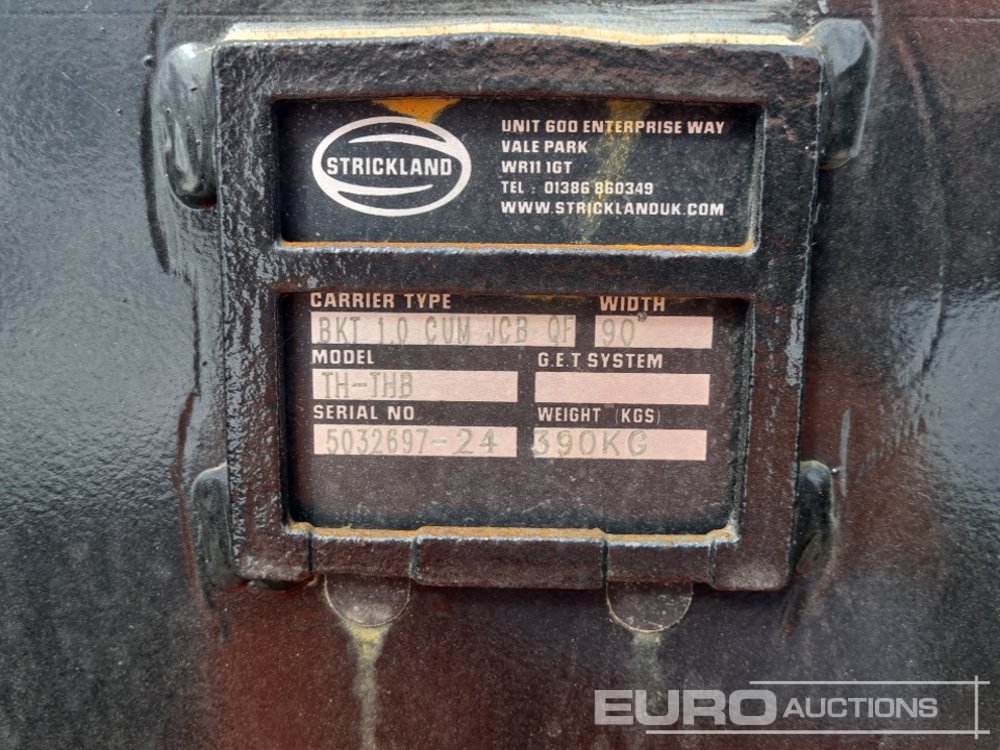 STRICKLAND
UNIT 600 ENTERPRISE WAY
VALE PARK
WR11 1GT
TEL : 01386 860349
WWW.STRICKLANDUK.COM
CARRIER TYPE WIDTH
BKT 1.0 CUM JCB QF 90"
MODEL G.E.T SYSTEM
TH-THB
SERIAL NO. WEIGHT (KGS)
5032697-24 390KG
EURO AUCTIONS